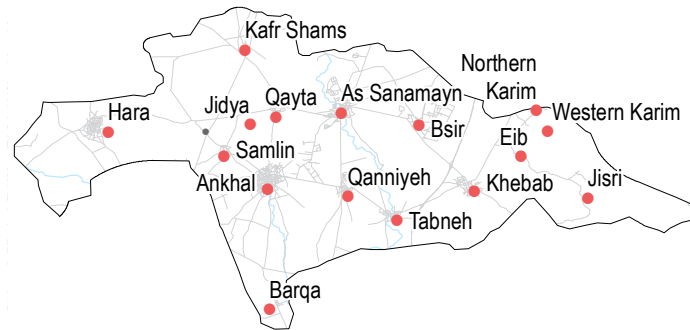 Kafr Shams
Northern
Karim
Hara
Jidya
Qayta
As Sanamayn
Western Karim
Bsir
Eib
Samlin
Ankhal
Qanniyeh
Khebab
Jisri
Tabneh
Barqa